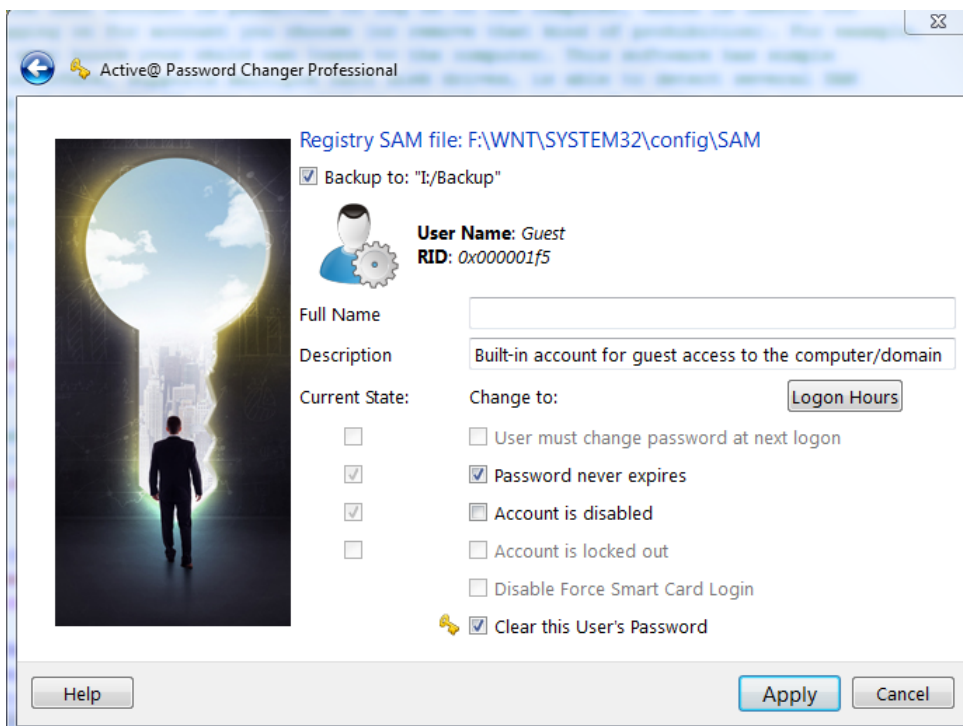 Active@ Password Changer Professional
Registry SAM file: F:\WNT\SYSTEM32\config\SAM
Backup to: "I:/Backup"
User Name: Guest
RID: 0x000001f5
Full Name
Description Built-in account for guest access to the computer/domain
Current State: Change to: Logon Hours
User must change password at next logon
Password never expires
Account is disabled
Account is locked out
Disable Force Smart Card Login
Clear this User's Password
Help Apply Cancel